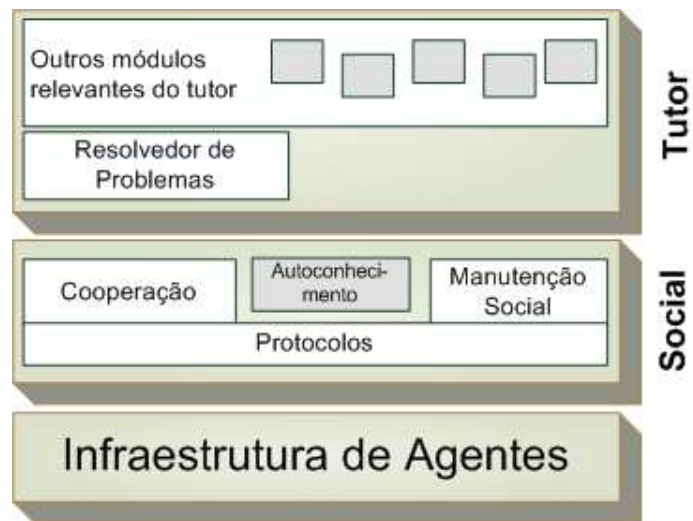 Outros módulos
relevantes do tutor
Resolvedor de
Problemas
Tutor
Cooperação
Autoconheci-
mento
Manutenção
Social
Protocolos
Social
Infraestrutura de Agentes